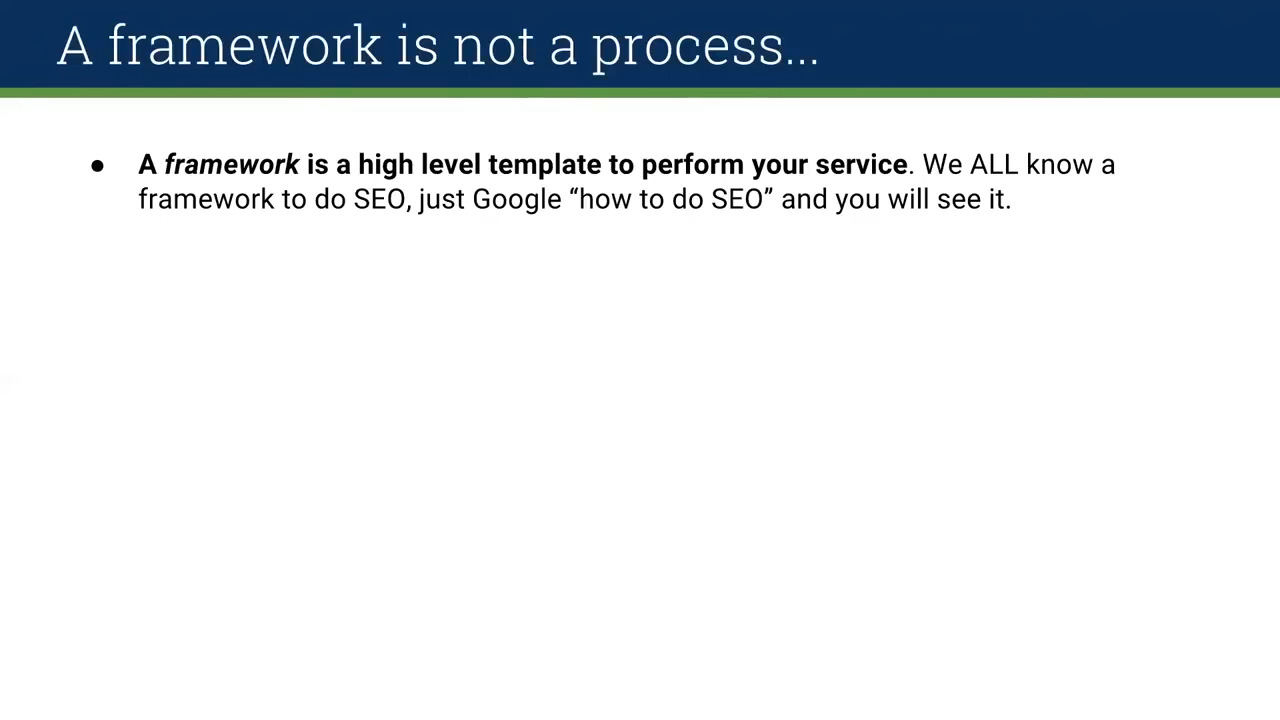 A framework is not a process...
● A framework is a high level template to perform your service. We ALL know a
framework to do SEO, just Google “how to do SEO” and you will see it.